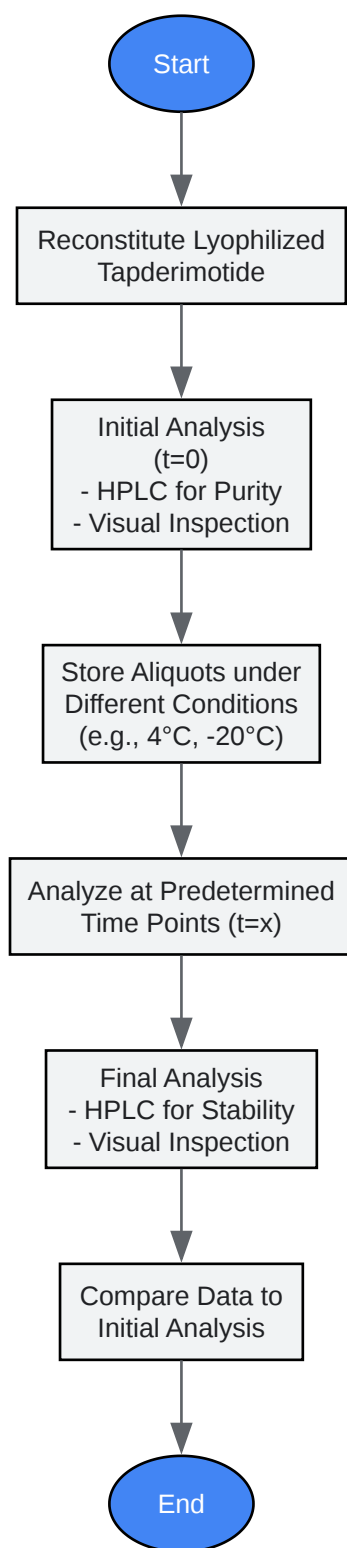 Start
Reconstitute Lyophilized
Tapderimotide
Initial Analysis
(t=0)
- HPLC for Purity
- Visual Inspection
Store Aliquots under
Different Conditions
(e.g., 4°C, -20°C)
Analyze at Predetermined
Time Points (t=x)
Final Analysis
- HPLC for Stability
- Visual Inspection
Compare Data to
Initial Analysis
End